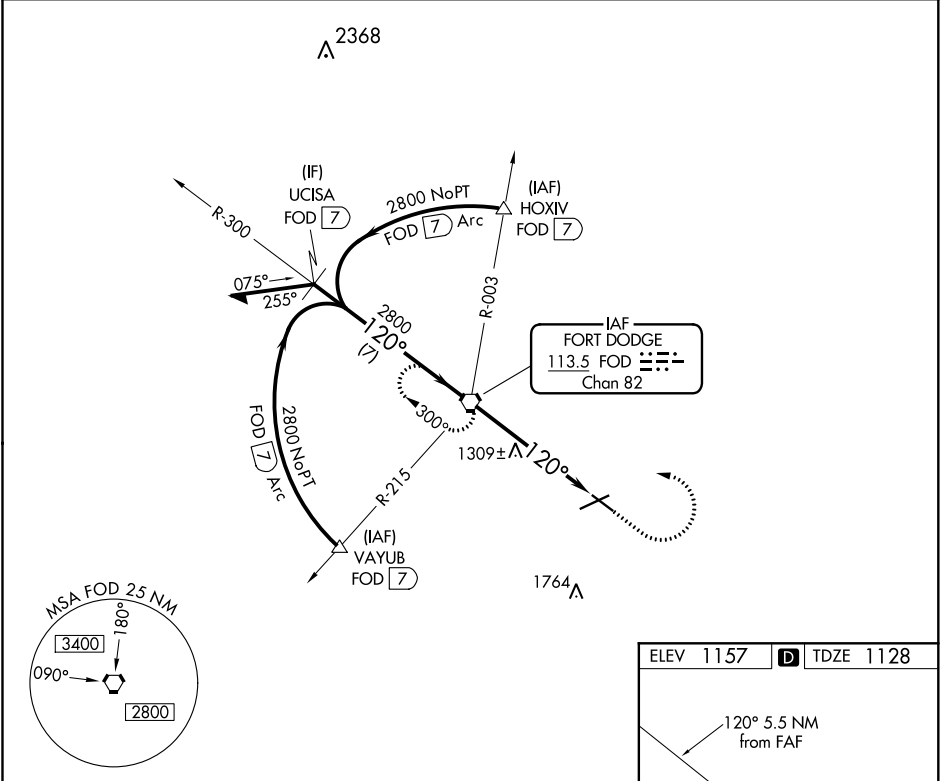 2368
(IF)
UCISA
FOD 7
R-300
2800 NoPT
FOD 7 Arc
(IAF)
HOXIV
FOD 7
075°
255°
R-003
2800
120°
(7)
IAF
FORT DODGE
113.5 FOD
Chan 82
300°
2800 NoPT
FOD 7 Arc
1309±
120°
R-215
(IAF)
VAYUB
FOD 7
1764
MSA FOD 25 NM
180°
3400
090°
2800
ELEV 1157 D TDZE 1128
120° 5.5 NM
from FAF